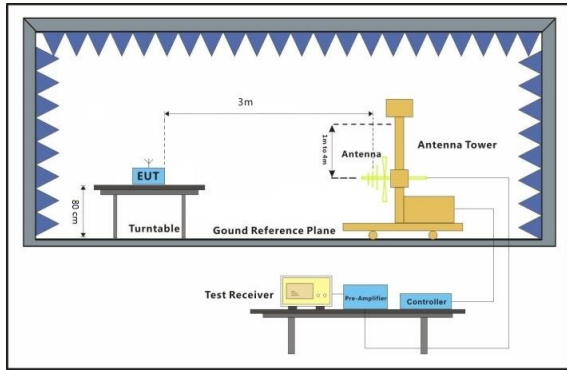 3m
1m to 4m
Antenna
Antenna Tower
EUT
80 cm
Turntable
Gound Reference Plane
Test Receiver
Pre-Amplifier
Controller